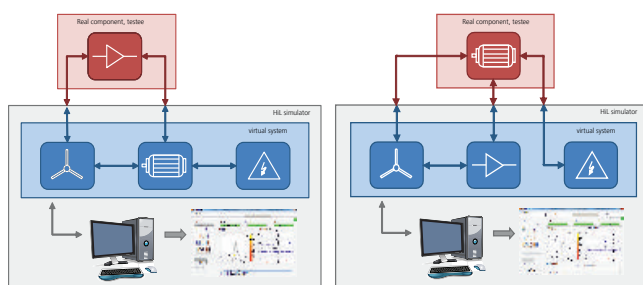 Real component, testee
HiL simulator
virtual system
Real component, testee
HiL simulator
virtual system